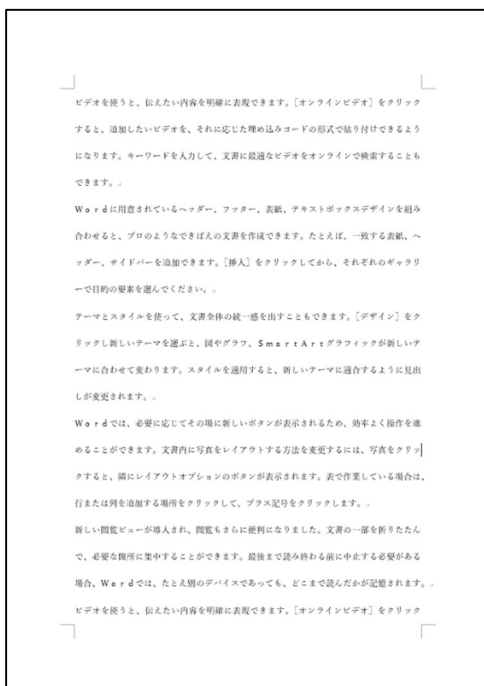 ビデオを使うと、伝えたい内容を明確に表現できます。［オンラインビデオ］をクリック
すると、追加したいビデオを、それに応じた埋め込みコードの形式で貼り付けできるよう
になります。キーワードを入力して、文書に最適なビデオをオンラインで検索することも
できます。
Ｗｏｒｄに用意されているヘッダー、フッター、表紙、テキストボックスデザインを組み
合わせると、プロのようなできばえの文書を作成できます。たとえば、一致する表紙、ヘ
ッダー、サイドバーを追加できます。［挿入］をクリックしてから、それぞれのギャラリ
ーで目的の要素を選んでください。
テーマとスタイルを使って、文書全体の統一感を出すこともできます。［デザイン］をク
リックし新しいテーマを選ぶと、図やグラフ、ＳｍａｒｔＡｒｔグラフィックが新しいテ
ーマに合わせて変わります。スタイルを適用すると、新しいテーマに適合するように見出
しが変更されます。
Ｗｏｒｄでは、必要に応じてその場に新しいボタンが表示されるため、効率よく操作を進
めることができます。文書内に写真をレイアウトする方法を変更するには、写真をクリッ
クすると、隣にレイアウトオプションのボタンが表示されます。表で作業している場合は、
行または列を追加する場所をクリックして、プラス記号をクリックします。
新しい閲覧ビューが導入され、閲覧もさらに便利になりました。文書の一部を折りたたん
で、必要な箇所に集中することができます。最後まで読み終わる前に中止する必要がある
場合、Ｗｏｒｄでは、たとえ別のデバイスであっても、どこまで読んだかが記憶されます。
ビデオを使うと、伝えたい内容を明確に表現できます。［オンラインビデオ］をクリック